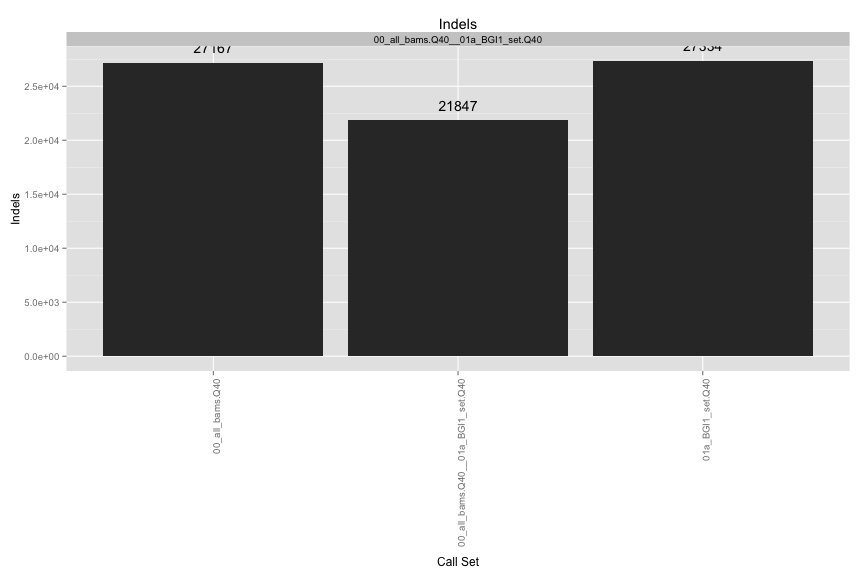 Indels
00_all_bams.Q40__01a_BGI1_set.Q40
27167
21847
27334
Indels
2.5e+04
2.0e+04
1.5e+04
1.0e+04
5.0e+03
0.0e+00
00_all_bams.Q40
00_all_bams.Q40__01a_BGI1_set.Q40
01a_BGI1_set.Q40
Call Set